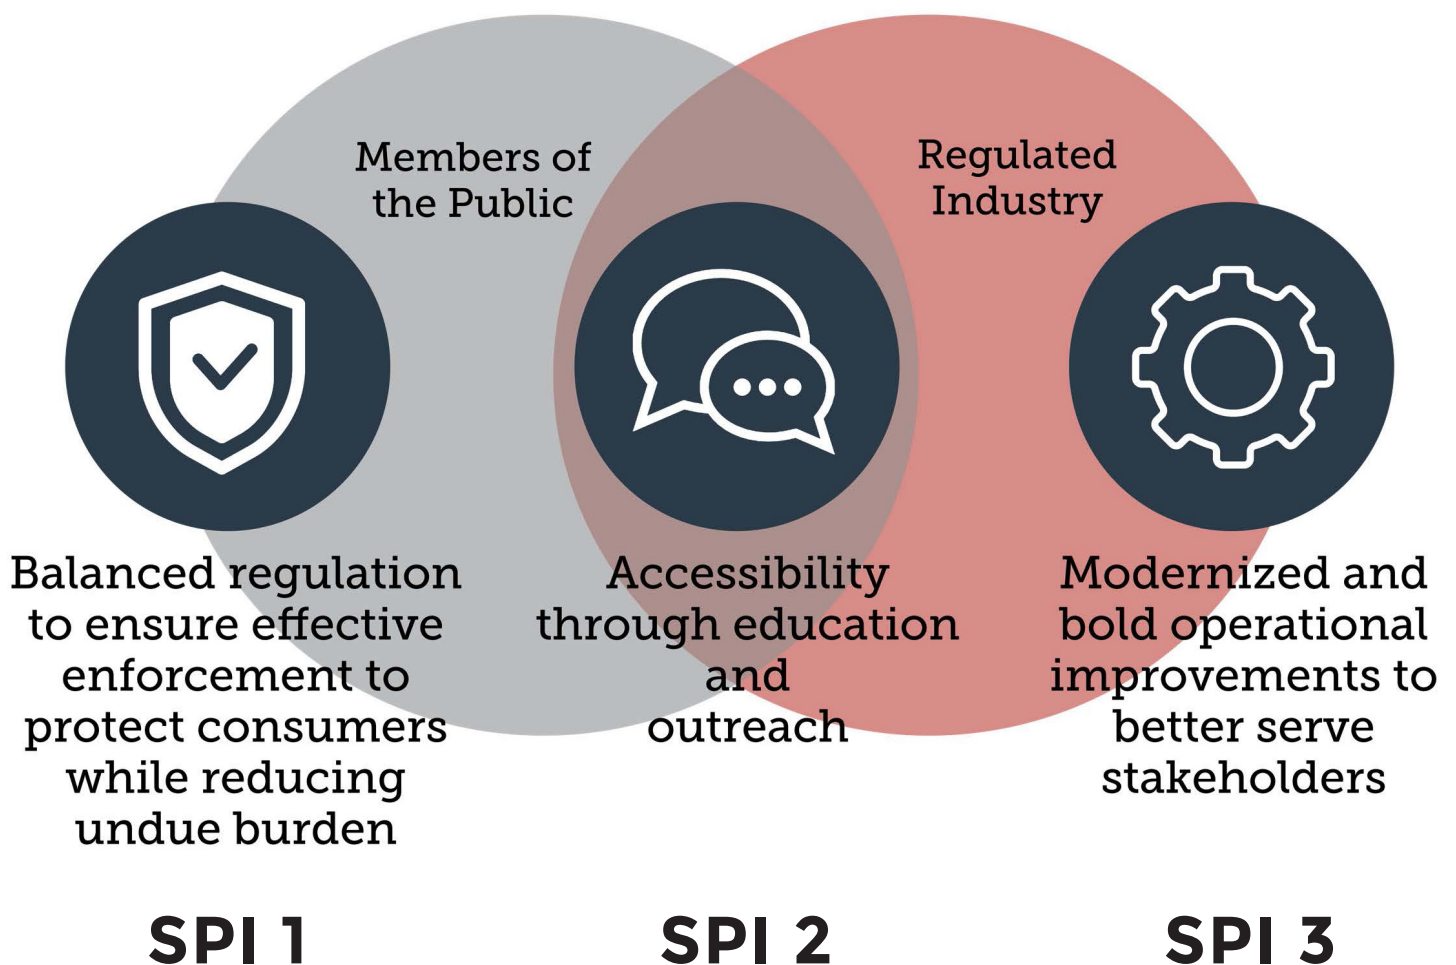 Members of
the Public
Regulated
Industry
Balanced regulation
to ensure effective
enforcement to
protect consumers
while reducing
undue burden
Accessibility
through education
and
outreach
Modernized and
bold operational
improvements to
better serve
stakeholders
SPI 1
SPI 2
SPI 3